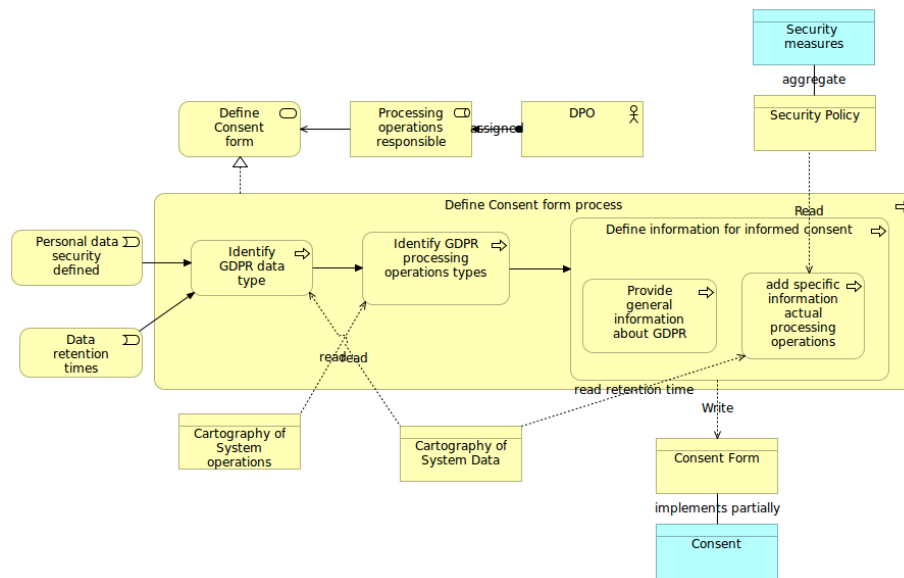 Security
measures
aggregate
Define
Consent
form
Processing
operations
responsible
assigned
DPO
Security Policy
Define Consent form process
Read
Personal data
security
defined
Identify
GDPR data
type
Identify GDPR
processing
operations types
Define information for informed consent
Provide
general
information
about GDPR
add specific
information
actual
processing
operations
Data
retention
times
read
read
read retention time
Write
Cartography of
System
operations
Cartography of
System Data
Consent Form
implements partially
Consent